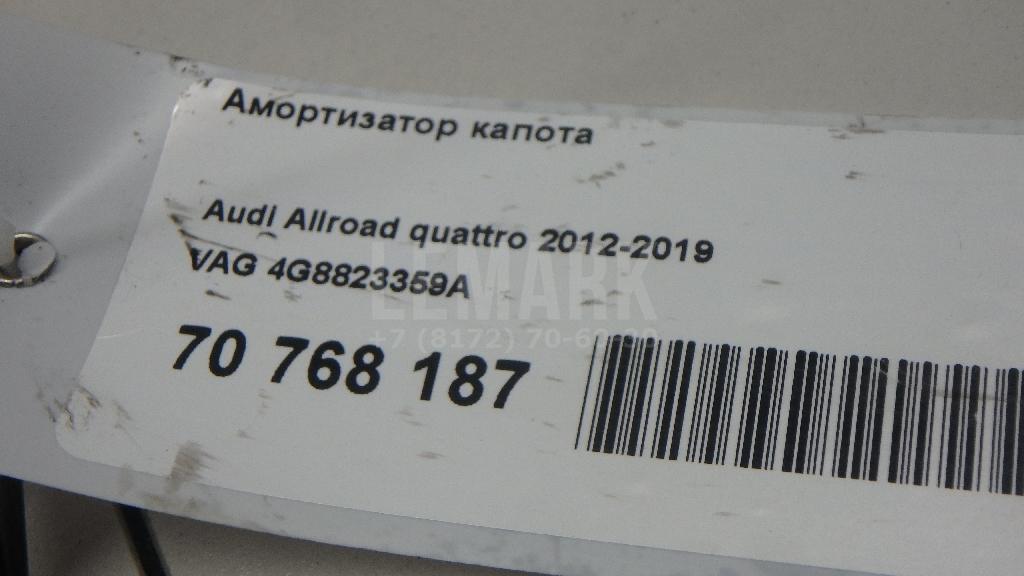 Амортизатор капота
Audi Allroad quattro 2012-2019
VAG 4G8823359A
LEMARK
70 768 187